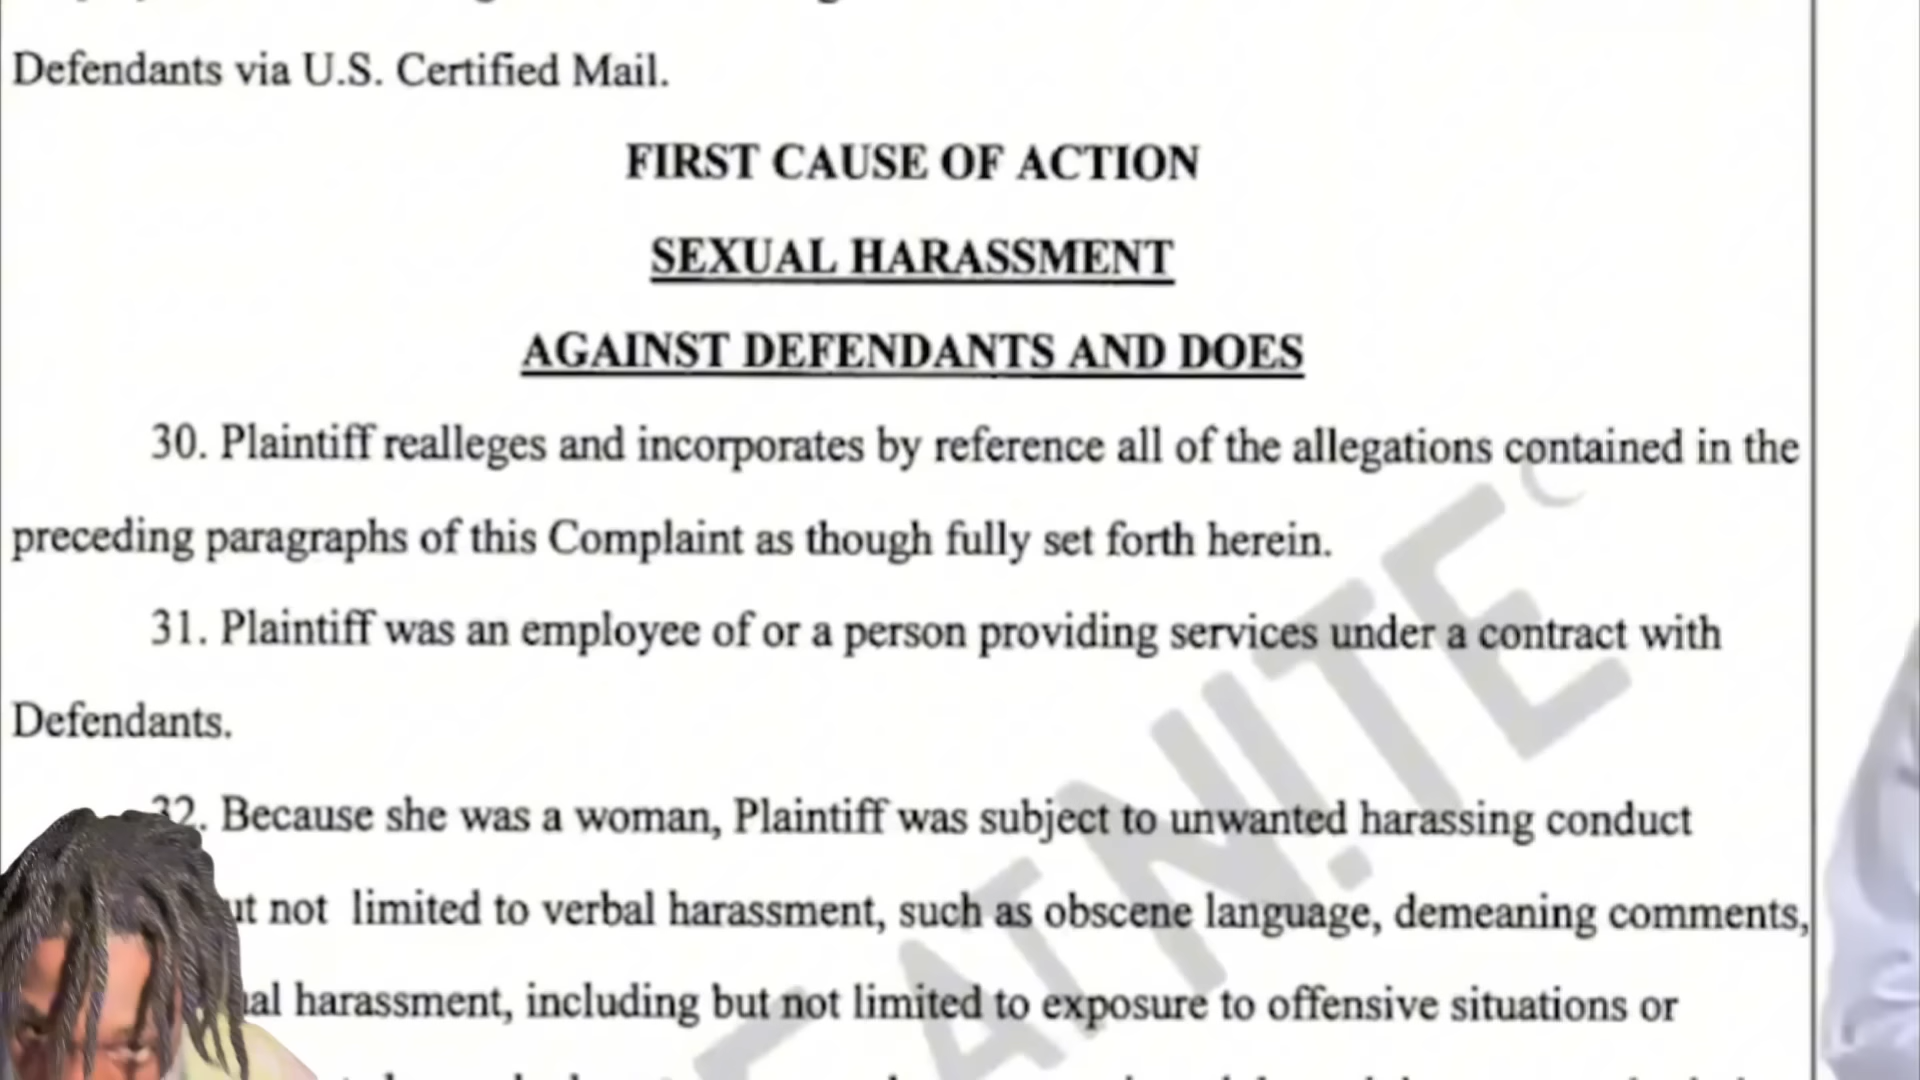 Defendants via U.S. Certified Mail.
FIRST CAUSE OF ACTION
SEXUAL HARASSMENT
AGAINST DEFENDANTS AND DOES
30. Plaintiff realleges and incorporates by reference all of the allegations contained in the
preceding paragraphs of this Complaint as though fully set forth herein.
31. Plaintiff was an employee of or a person providing services under a contract with
Defendants.
32. Because she was a woman, Plaintiff was subject to unwanted harassing conduct
not limited to verbal harassment, such as obscene language, demeaning comments,
harassment, including but not limited to exposure to offensive situations or